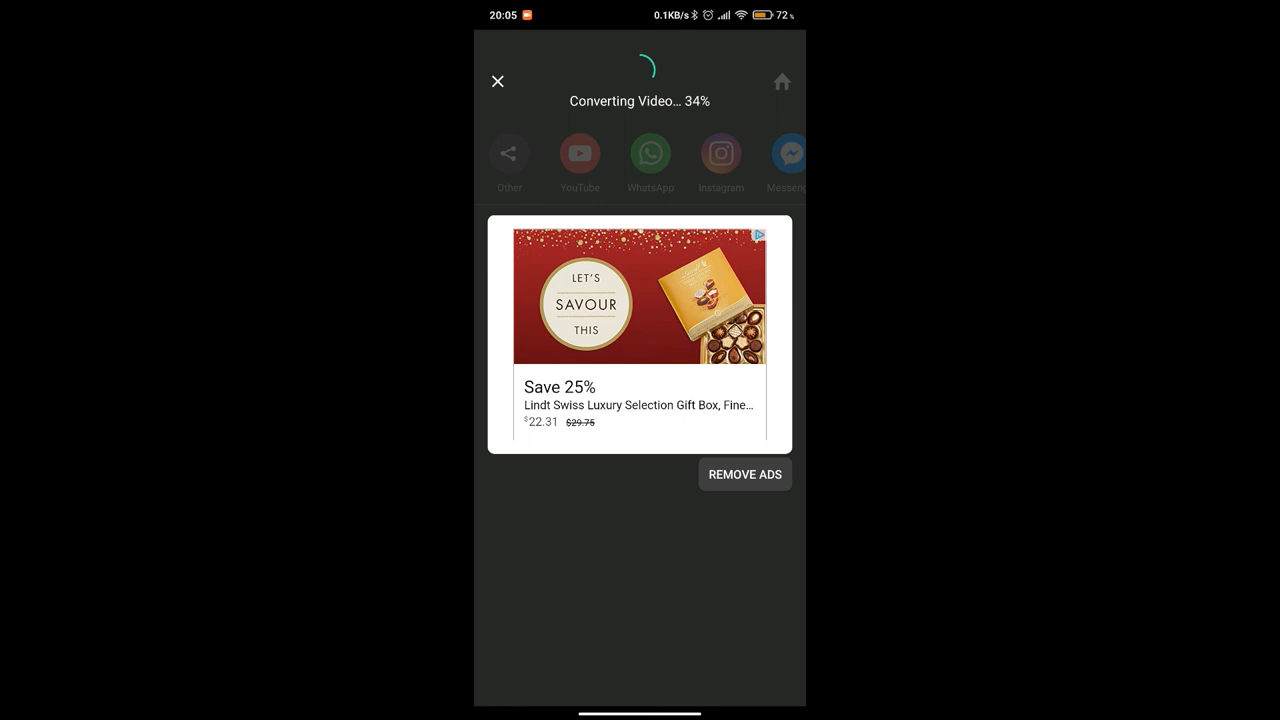 20:05
0.1KB/s
72%
Converting Video... 34%
Other
YouTube
WhatsApp
Instagram
Messeng
LET'S
SAVOUR
THIS
Save 25%
Lindt Swiss Luxury Selection Gift Box, Fine...
$22.31 $29.75
REMOVE ADS